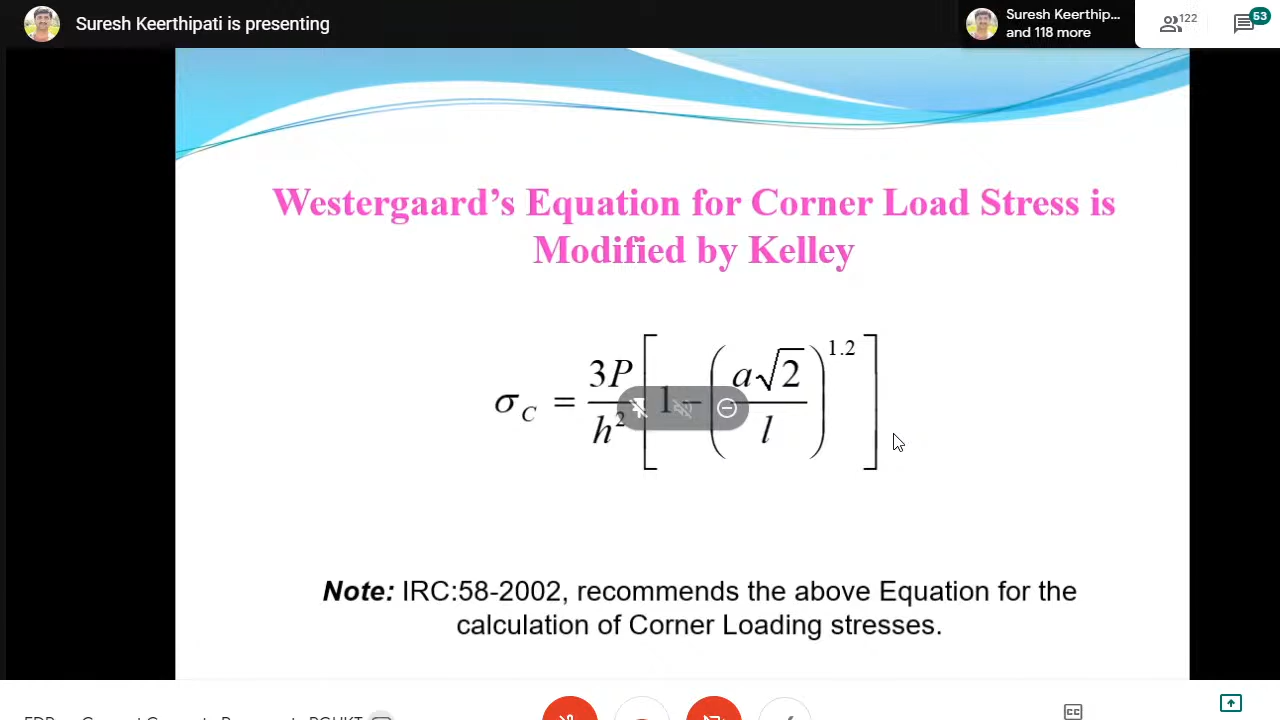 Suresh Keerthipati is presenting
Suresh Keerthip...
and 118 more
122
53
Westergaard's Equation for Corner Load Stress is
Modified by Kelley
σ_C = 3P/h² [1 − (a√2/l)^1.2]
Note: IRC:58-2002, recommends the above Equation for the
calculation of Corner Loading stresses.
CC